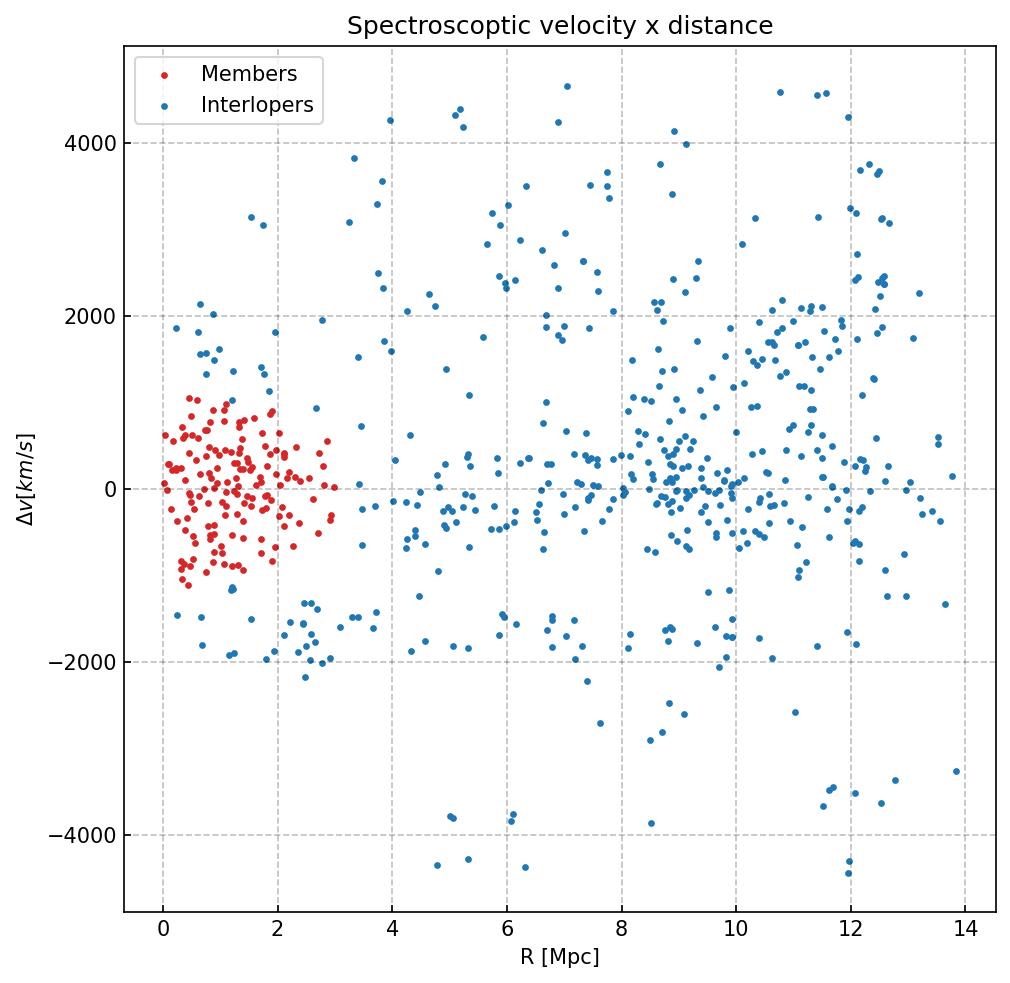 Spectroscoptic velocity x distance
Members
Interlopers
4000
2000
0
−2000
−4000
Δv[km/s]
0 2 4 6 8 10 12 14
R [Mpc]